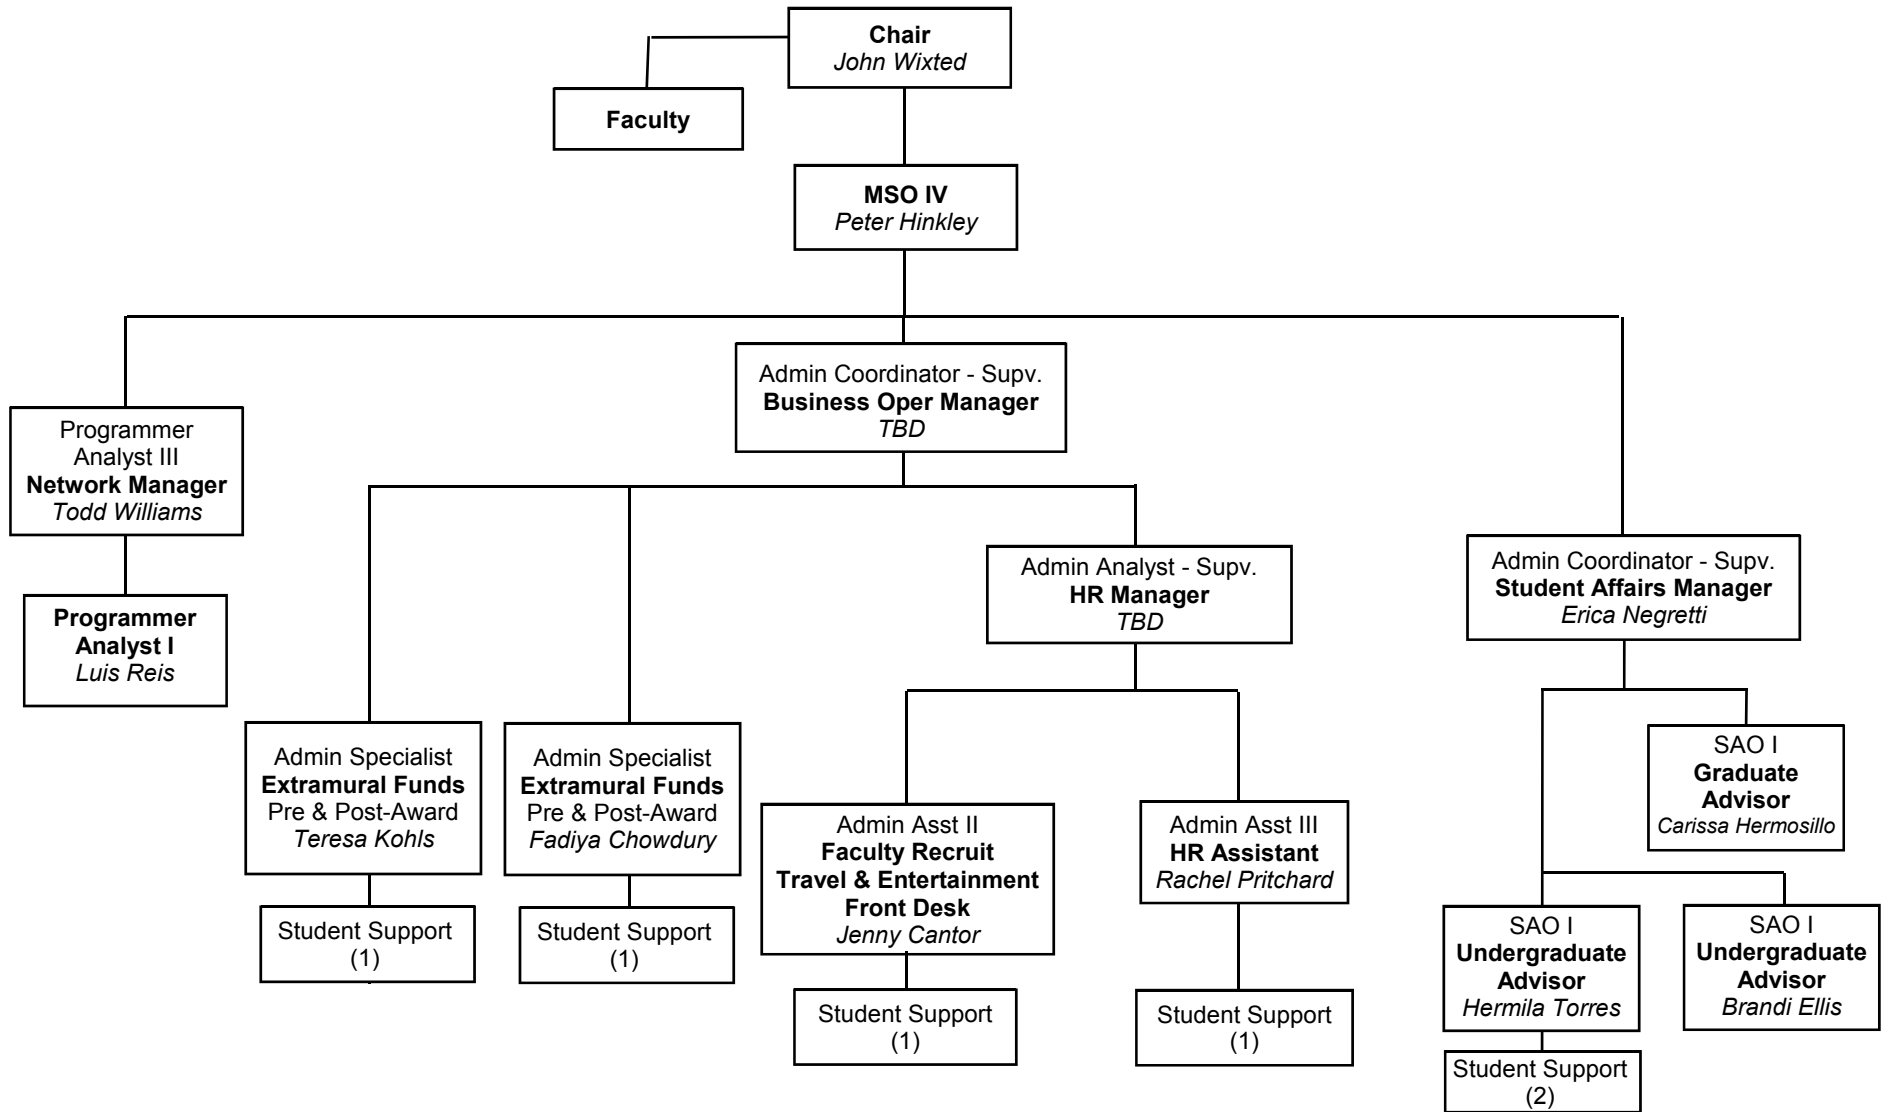 Chair
John Wixted
Faculty
MSO IV
Peter Hinkley
Admin Coordinator - Supv.
Business Oper Manager
TBD
Programmer
Analyst III
Network Manager
Todd Williams
Programmer
Analyst I
Luis Reis
Admin Analyst - Supv.
HR Manager
TBD
Admin Coordinator - Supv.
Student Affairs Manager
Erica Negretti
Admin Specialist
Extramural Funds
Pre & Post-Award
Teresa Kohls
Student Support
(1)
Admin Specialist
Extramural Funds
Pre & Post-Award
Fadiya Chowdury
Student Support
(1)
Admin Asst II
Faculty Recruit
Travel & Entertainment
Front Desk
Jenny Cantor
Student Support
(1)
Admin Asst III
HR Assistant
Rachel Pritchard
Student Support
(1)
SAO I
Graduate
Advisor
Carissa Hermosillo
SAO I
Undergraduate
Advisor
Hermila Torres
Student Support
(2)
SAO I
Undergraduate
Advisor
Brandi Ellis